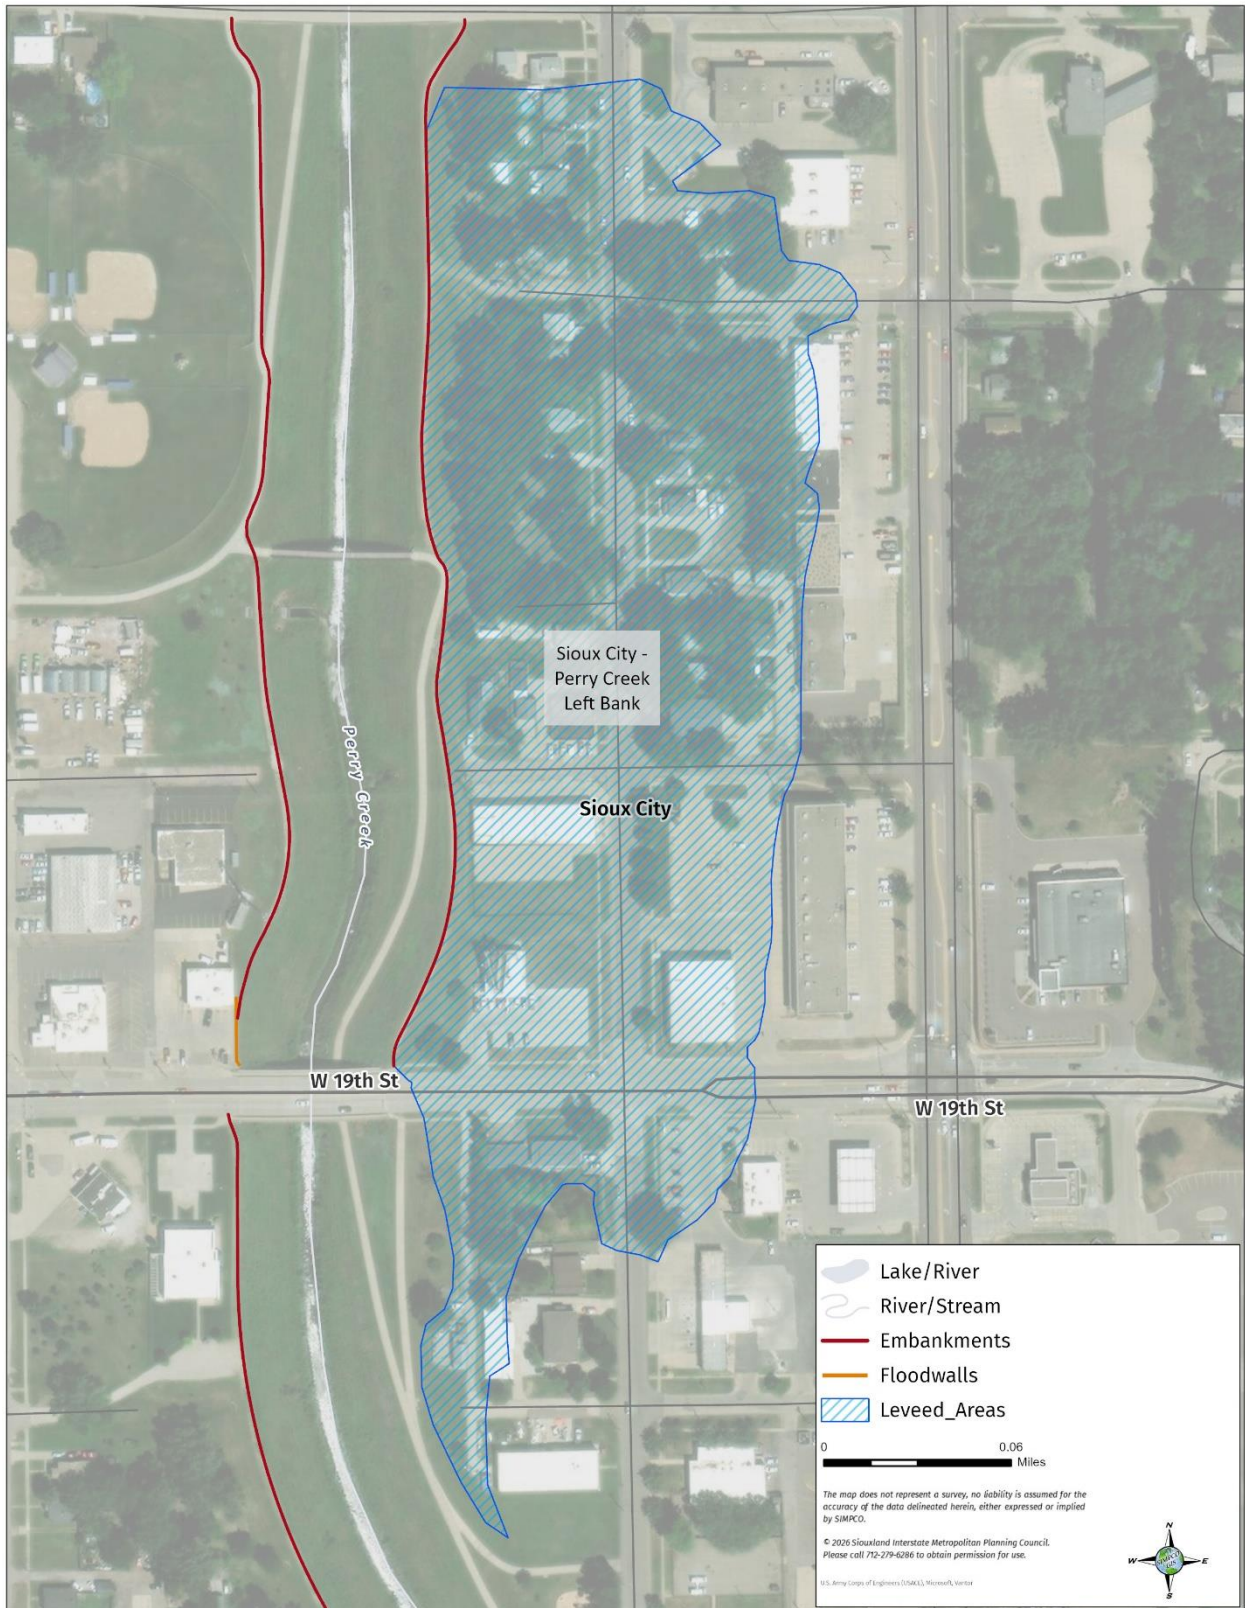 Sioux City -
Perry Creek
Left Bank
Perry Creek
Sioux City
W 19th St
W 19th St
Lake/River
River/Stream
Embankments
Floodwalls
Leveed_Areas
0 0.06
Miles
The map does not represent a survey, no liability is assumed for the
accuracy of the data delineated herein, either expressed or implied
by SIMPCO.
© 2026 Siouxland Interstate Metropolitan Planning Council.
Please call 712-279-6286 to obtain permission for use.
U.S. Army Corps of Engineers (USACE), Microsoft, Vantor
N
W E
SIMPCO
GIS
S